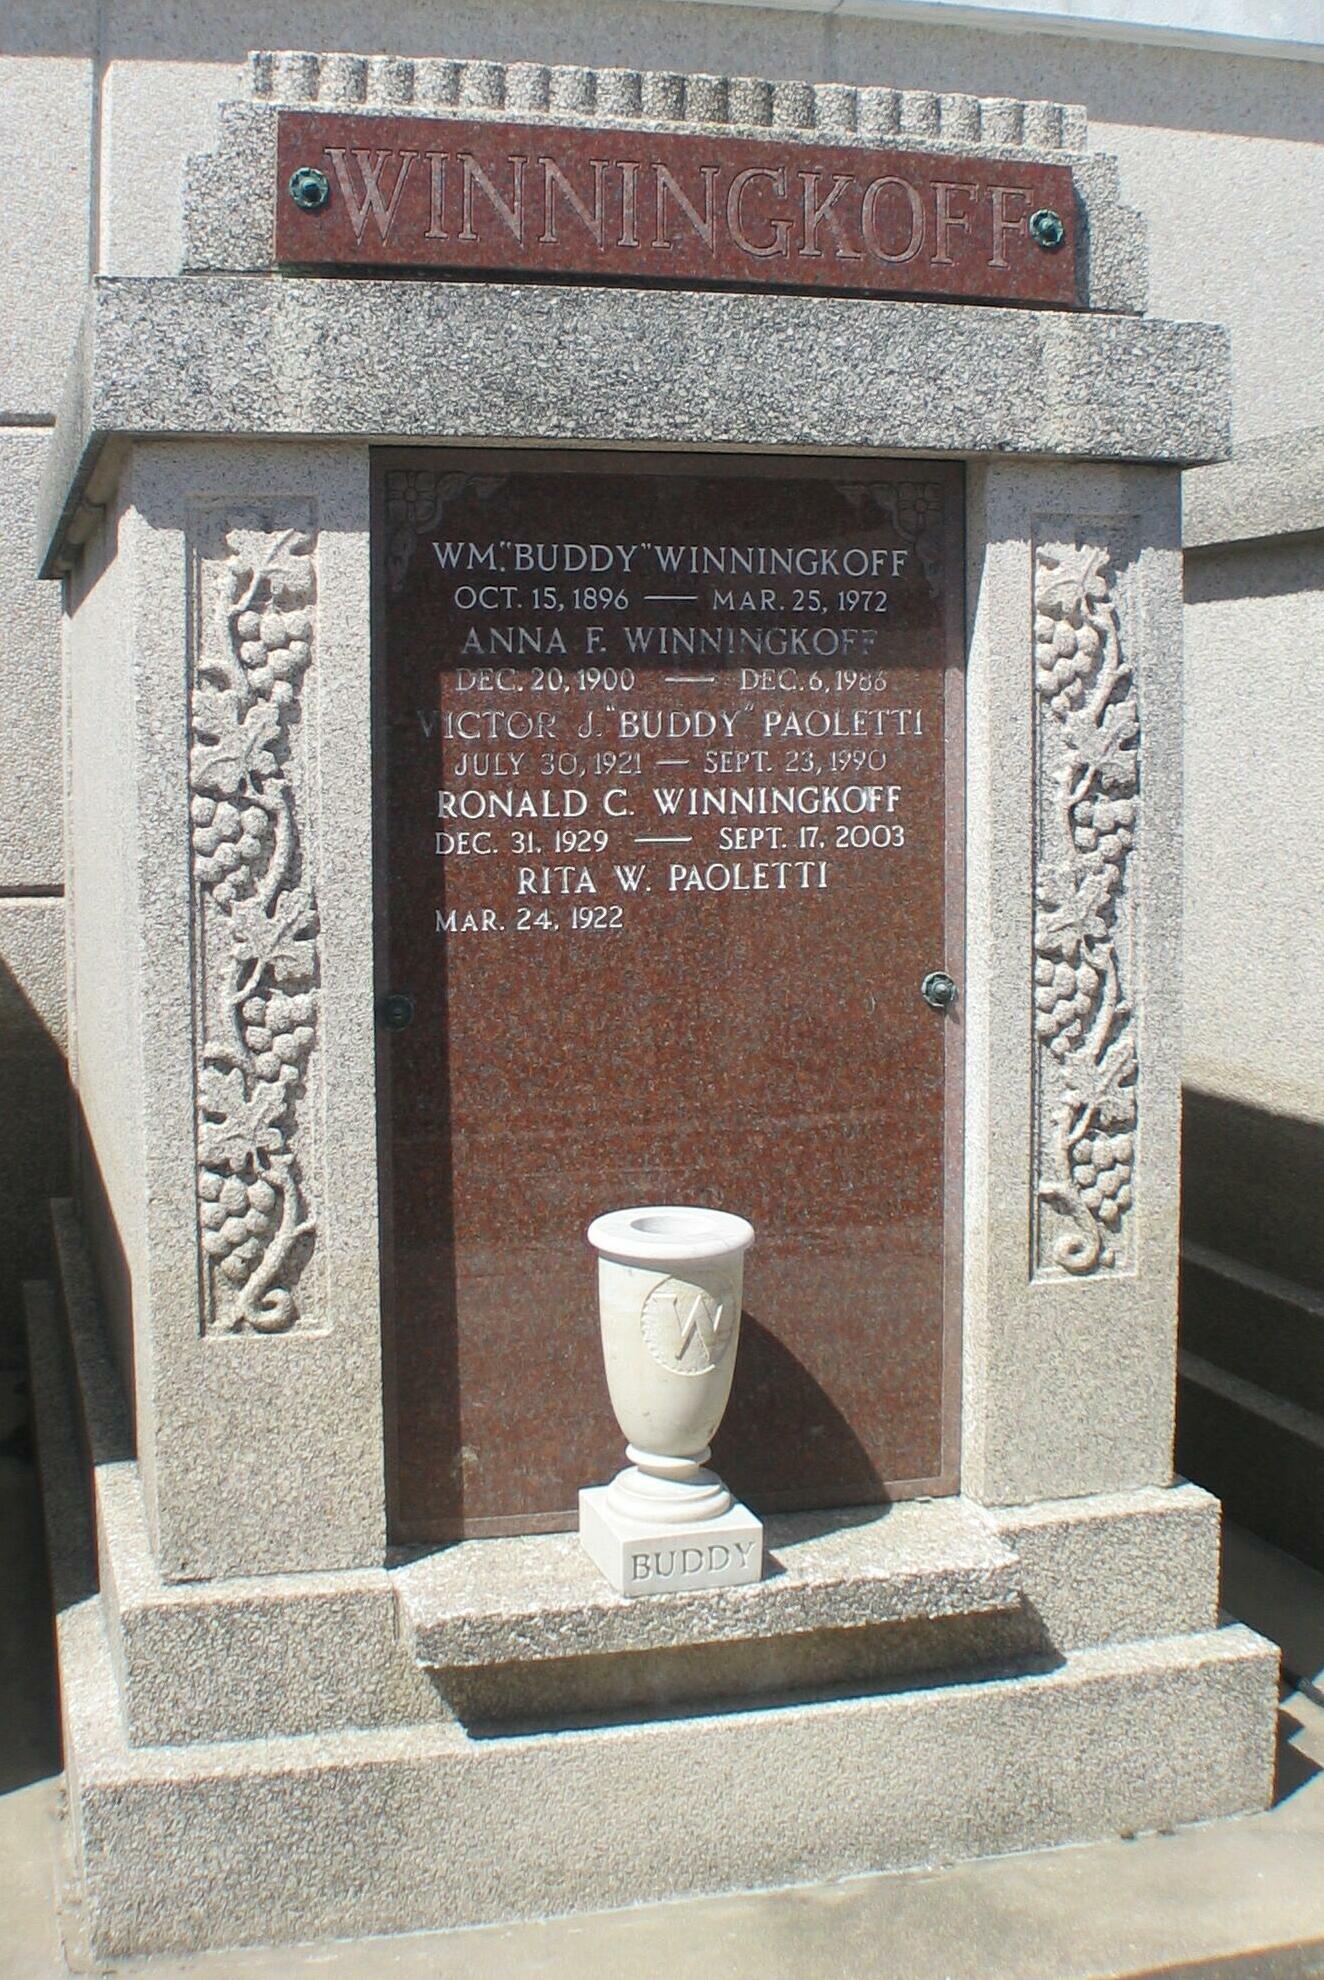 WINNINGKOFF
WM. "BUDDY" WINNINGKOFF
OCT. 15, 1896 — MAR. 25, 1972
ANNA F. WINNINGKOFF
DEC. 20, 1900 — DEC. 6, 1986
VICTOR J. "BUDDY" PAOLETTI
JULY 30, 1921 — SEPT. 23, 1990
RONALD C. WINNINGKOFF
DEC. 31, 1929 — SEPT. 17, 2003
RITA W. PAOLETTI
MAR. 24, 1922
W
BUDDY